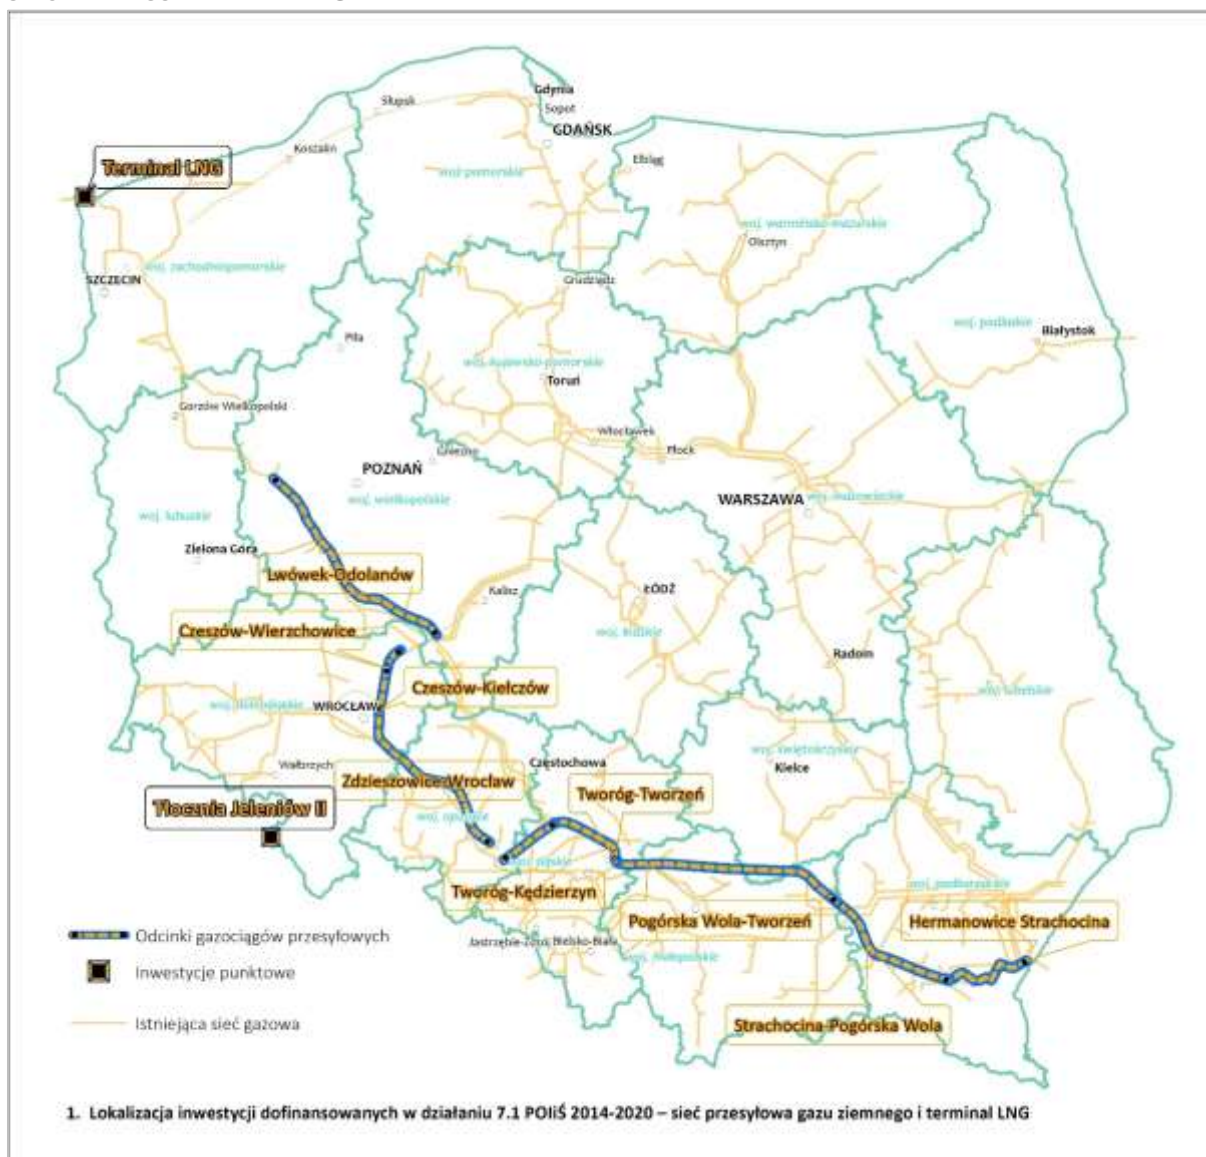 Gdynia
Słupsk
Sopot
GDAŃSK
Koszalin
Elbląg
Terminal LNG
woj pomorskie
woj. warmińsko-mazurskie
Olsztyn
woj. zachodniopomorskie
SZCZECIN
Grudziądz
woj. podlaskie
Białystok
Piła
woj. kujawsko-pomorskie
Toruń
Gorzów Wielkopolski
Włocławek
Płock
Gniezno
POZNAŃ
woj. wielkopolskie
WARSZAWA
woj. mazowieckie
woj. lubuskie
Zielona Góra
Lwówek-Odolanów
Kalisz
ŁÓDŹ
Czeszów-Wierzchowice
woj. łódzkie
Radom
Czeszów-Kiełczów
woj. lubelskie
woj. dolnośląskie
WROCŁAW
woj. świętokrzyskie
Kielce
Wałbrzych
Częstochowa
Zdzieszowice-Wrocław
Tworóg-Tworzeń
Tłocznia Jeleniów II
woj. opolskie
woj. śląskie
Tworóg-Kędzierzyn
woj. podkarpackie
Pogórska Wola-Tworzeń
Hermanowice Strachocina
Jastrzębie-Zdrój
Bielsko-Biała
woj. małopolskie
Strachocina-Pogórska Wola
Odcinki gazociągów przesyłowych
Inwestycje punktowe
Istniejąca sieć gazowa
1. Lokalizacja inwestycji dofinansowanych w działaniu 7.1 POIiŚ 2014-2020 – sieć przesyłowa gazu ziemnego i terminal LNG